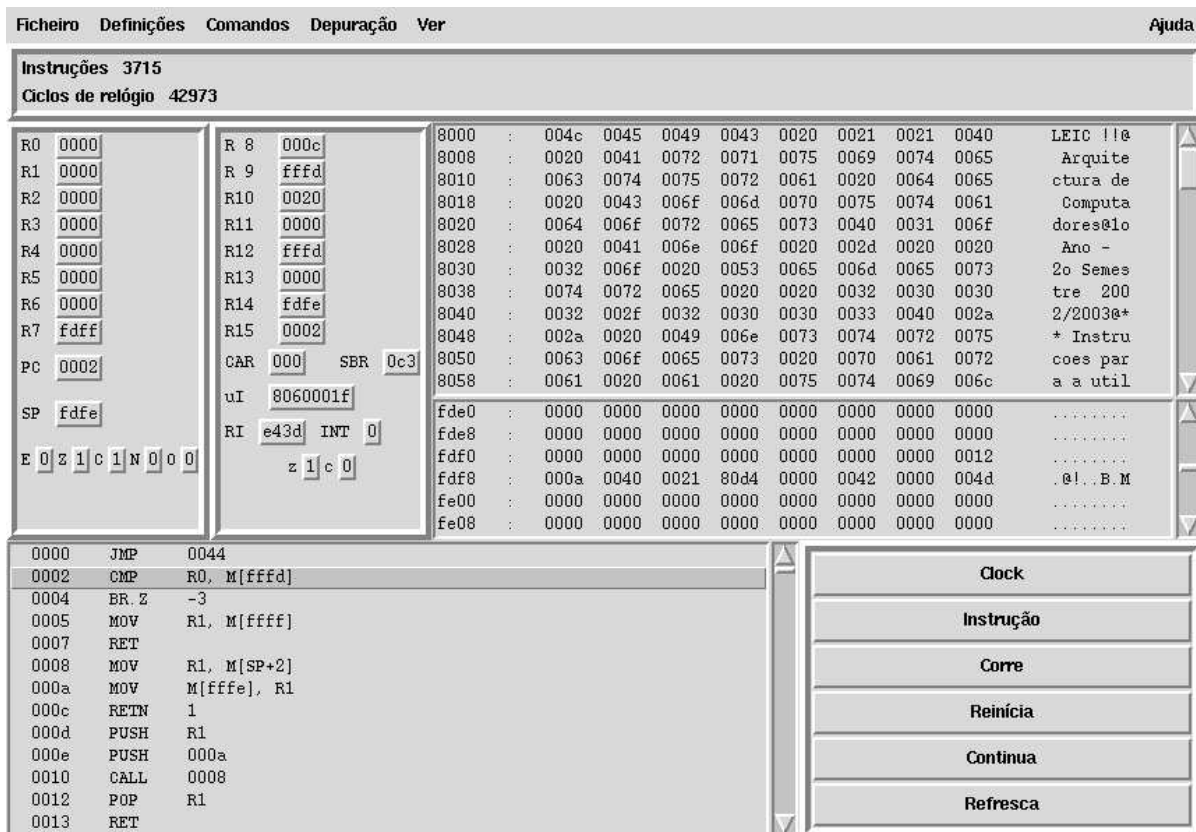 Ficheiro Definições Comandos Depuração Ver Ajuda
Instruções 3715
Ciclos de relógio 42973
R0 0000
R1 0000
R2 0000
R3 0000
R4 0000
R5 0000
R6 0000
R7 fdff
PC 0002
SP fdfe
E 0 Z 1 C 1 N 0 O 0
R 8 000c
R 9 fffd
R10 0020
R11 0000
R12 fffd
R13 0000
R14 fdfe
R15 0002
CAR 000 SBR 0c3
uI 8060001f
RI e43d INT 0
z 1 c 0
8000 : 004c 0045 0049 0043 0020 0021 0021 0040 LEIC !!@
8008 : 0020 0041 0072 0071 0075 0069 0074 0065 Arquite
8010 : 0063 0074 0075 0072 0061 0020 0064 0065 ctura de
8018 : 0020 0043 006f 006d 0070 0075 0074 0061 Computa
8020 : 0064 006f 0072 0065 0073 0040 0031 006f dores@1o
8028 : 0020 0041 006e 006f 0020 002d 0020 0020 Ano -
8030 : 0032 006f 0020 0053 0065 006d 0065 0073 2o Semes
8038 : 0074 0072 0065 0020 0020 0032 0030 0030 tre 200
8040 : 0032 002f 0032 0030 0030 0033 0040 002a 2/2003@*
8048 : 002a 0020 0049 006e 0073 0074 0072 0075 * Instru
8050 : 0063 006f 0065 0073 0020 0070 0061 0072 coes par
8058 : 0061 0020 0061 0020 0075 0074 0069 006c a a util
fde0 : 0000 0000 0000 0000 0000 0000 0000 0000 ........
fde8 : 0000 0000 0000 0000 0000 0000 0000 0000 ........
fdf0 : 0000 0000 0000 0000 0000 0000 0000 0012 ........
fdf8 : 000a 0040 0021 80d4 0000 0042 0000 004d .@!..B.M
fe00 : 0000 0000 0000 0000 0000 0000 0000 0000 ........
fe08 : 0000 0000 0000 0000 0000 0000 0000 0000 ........
0000 JMP 0044
0002 CMP R0, M[fffd]
0004 BR.Z -3
0005 MOV R1, M[ffff]
0007 RET
0008 MOV R1, M[SP+2]
000a MOV M[fffe], R1
000c RETN 1
000d PUSH R1
000e PUSH 000a
0010 CALL 0008
0012 POP R1
0013 RET
Clock
Instrução
Corre
Reinícia
Continua
Refresca